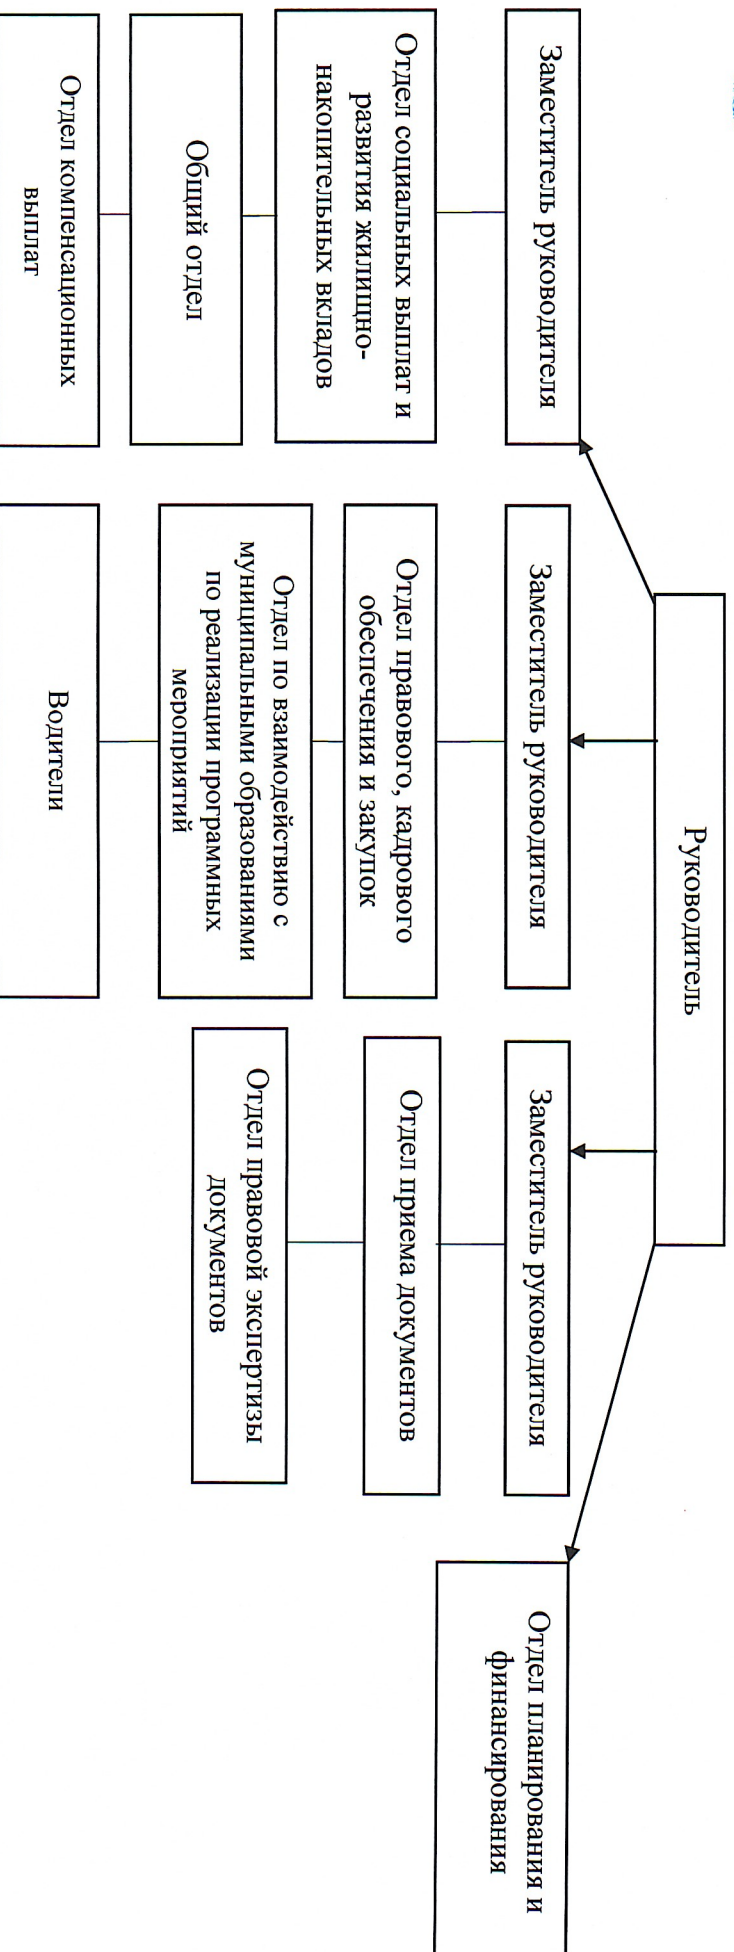 Руководитель
Заместитель руководителя
Отдел социальных выплат и
развития жилищно-
накопительных вкладов
Общий отдел
Отдел компенсационных
выплат
Заместитель руководителя
Отдел правового, кадрового
обеспечения и закупок
Отдел по взаимодействию с
муниципальными образованиями
по реализации программных
мероприятий
Водители
Заместитель руководителя
Отдел приема документов
Отдел правовой экспертизы
документов
Отдел планирования и
финансирования